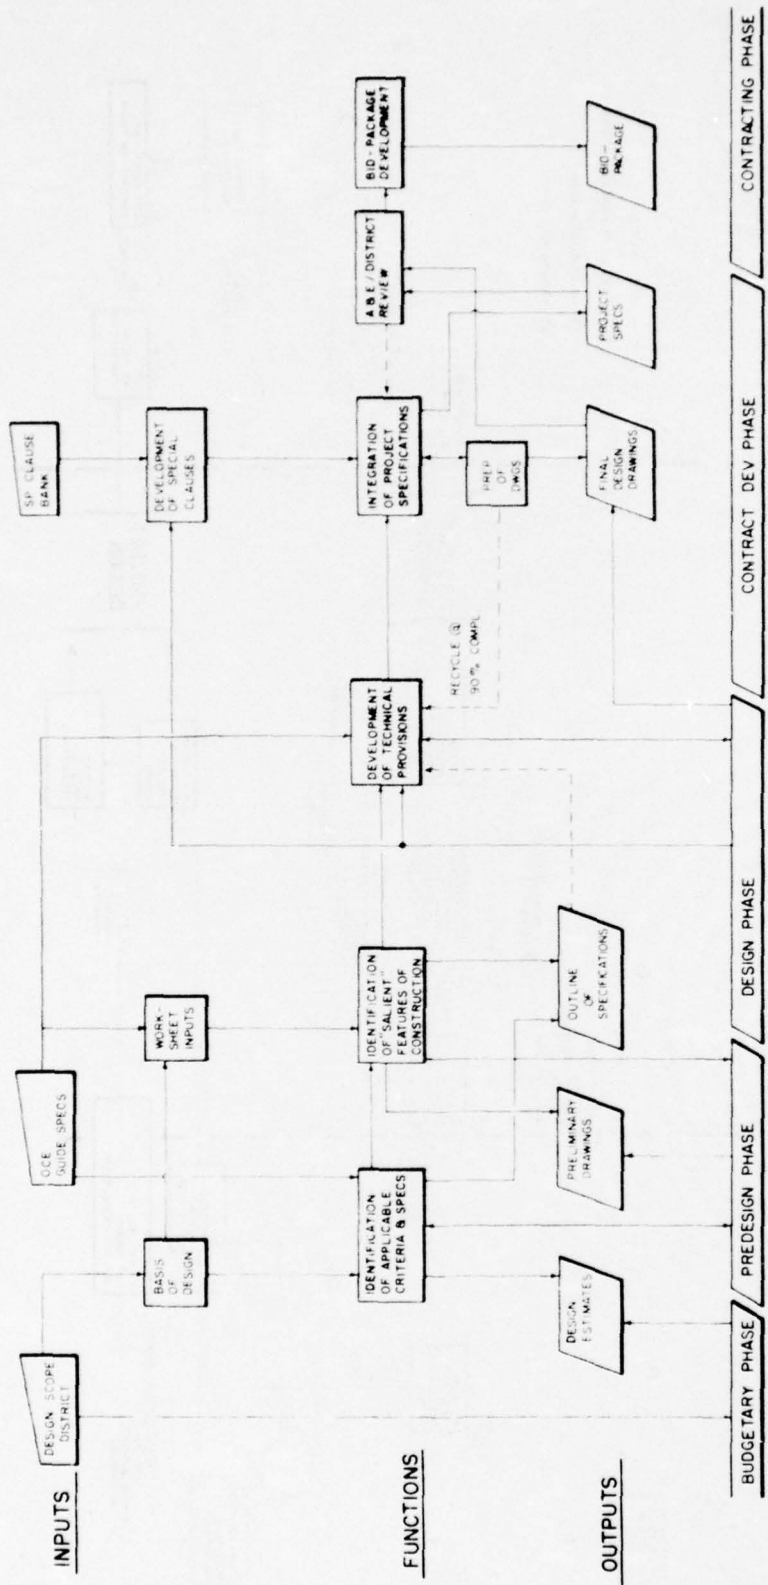 INPUTS
DESIGN SCOPE
DISTRICT
OCE
GUIDE SPECS
SP CLAUSE
BANK
BASIS
OF
DESIGN
WORK-
SHEET
INPUTS
DEVELOPMENT
OF SPECIAL
CLAUSES
FUNCTIONS
IDENTIFICATION
OF APPLICABLE
CRITERIA & SPECS
IDENTIFICATION
OF "SALIENT"
FEATURES OF
CONSTRUCTION
DEVELOPMENT
OF TECHNICAL
PROVISIONS
INTEGRATION
OF PROJECT
SPECIFICATIONS
A & E / DISTRICT
REVIEW
BID-PACKAGE
DEVELOPMENT
RECYCLE @
90% COMPL
PREP
OF
DWGS
OUTPUTS
DESIGN
ESTIMATES
PRELIMINARY
DRAWINGS
OUTLINE
OF
SPECIFICATIONS
FINAL
DESIGN
DRAWINGS
PROJECT
SPECS
BID-
PACKAGE
BUDGETARY PHASE
PREDESIGN PHASE
DESIGN PHASE
CONTRACT DEV PHASE
CONTRACTING PHASE